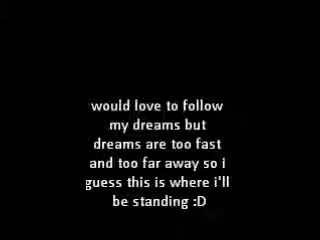 would love to follow
my dreams but
dreams are too fast
and too far away so i
guess this is where i'll
be standing :D